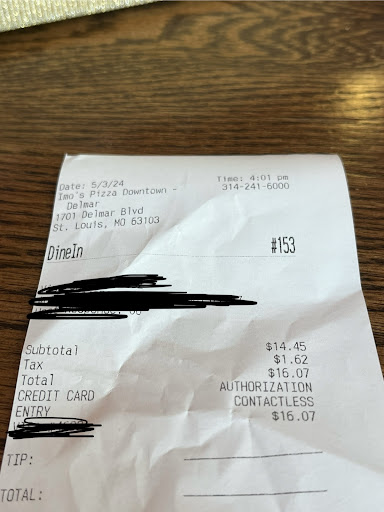 Date: 5/3/24 Time: 4:01 pm
Imo's Pizza Downtown - 314-241-6000
Delmar
1701 Delmar Blvd
St. Louis, MO 63103
DineIn #153
Subtotal $14.45
Tax $1.62
Total $16.07
CREDIT CARD AUTHORIZATION
ENTRY CONTACTLESS
$16.07
TIP:
TOTAL: